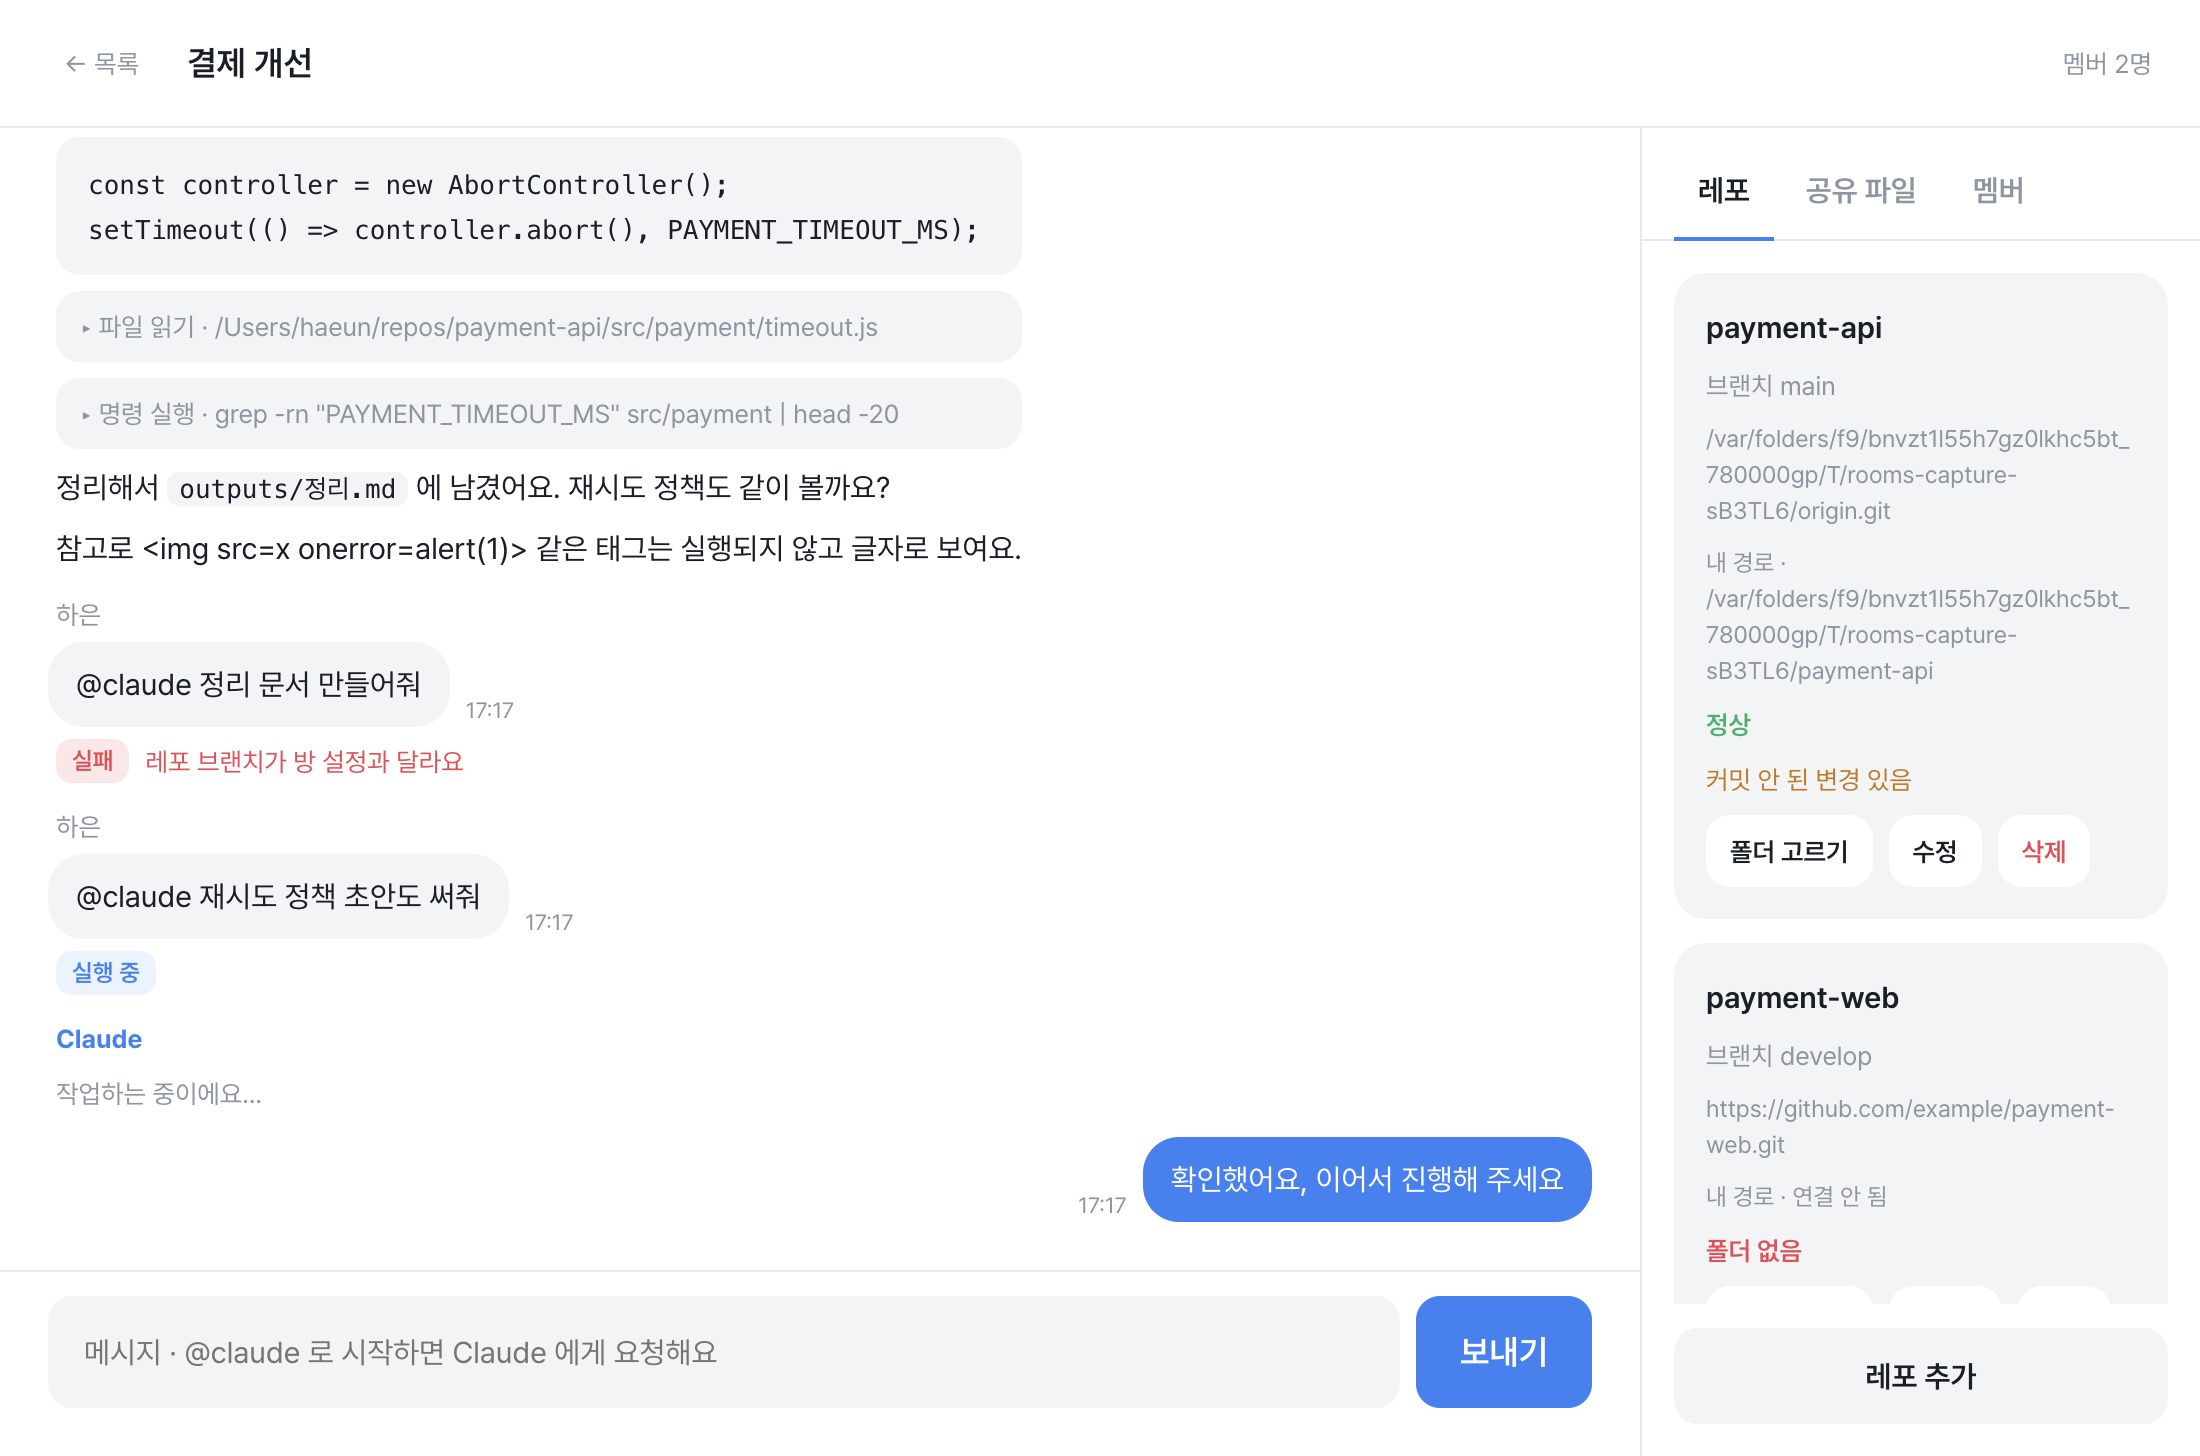 ← 목록
결제 개선
멤버 2명
const controller = new AbortController();
setTimeout(() => controller.abort(), PAYMENT_TIMEOUT_MS);
▸ 파일 읽기 · /Users/haeun/repos/payment-api/src/payment/timeout.js
▸ 명령 실행 · grep -rn "PAYMENT_TIMEOUT_MS" src/payment | head -20
정리해서 outputs/정리.md 에 남겼어요. 재시도 정책도 같이 볼까요?
참고로 <img src=x onerror=alert(1)> 같은 태그는 실행되지 않고 글자로 보여요.
하은
@claude 정리 문서 만들어줘
17:17
실패 레포 브랜치가 방 설정과 달라요
하은
@claude 재시도 정책 초안도 써줘
17:17
실행 중
Claude
작업하는 중이에요...
확인했어요, 이어서 진행해 주세요
17:17
메시지 · @claude 로 시작하면 Claude 에게 요청해요
보내기
레포 공유 파일 멤버
payment-api
브랜치 main
/var/folders/f9/bnvzt1l55h7gz0lkhc5bt_
780000gp/T/rooms-capture-
sB3TL6/origin.git
내 경로 ·
/var/folders/f9/bnvzt1l55h7gz0lkhc5bt_
780000gp/T/rooms-capture-
sB3TL6/payment-api
정상
커밋 안 된 변경 있음
폴더 고르기 수정 삭제
payment-web
브랜치 develop
https://github.com/example/payment-
web.git
내 경로 · 연결 안 됨
폴더 없음
레포 추가